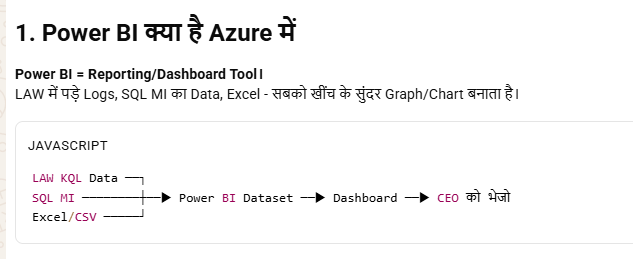 1. Power BI क्या है Azure में
Power BI = Reporting/Dashboard Tool।
LAW में पड़े Logs, SQL MI का Data, Excel - सबको खींच के सुंदर Graph/Chart बनाता है।
JAVASCRIPT
LAW KQL Data ──┐
SQL MI ────────┼──▶ Power BI Dataset ──▶ Dashboard ──▶ CEO को भेजो
Excel/CSV ─────┘